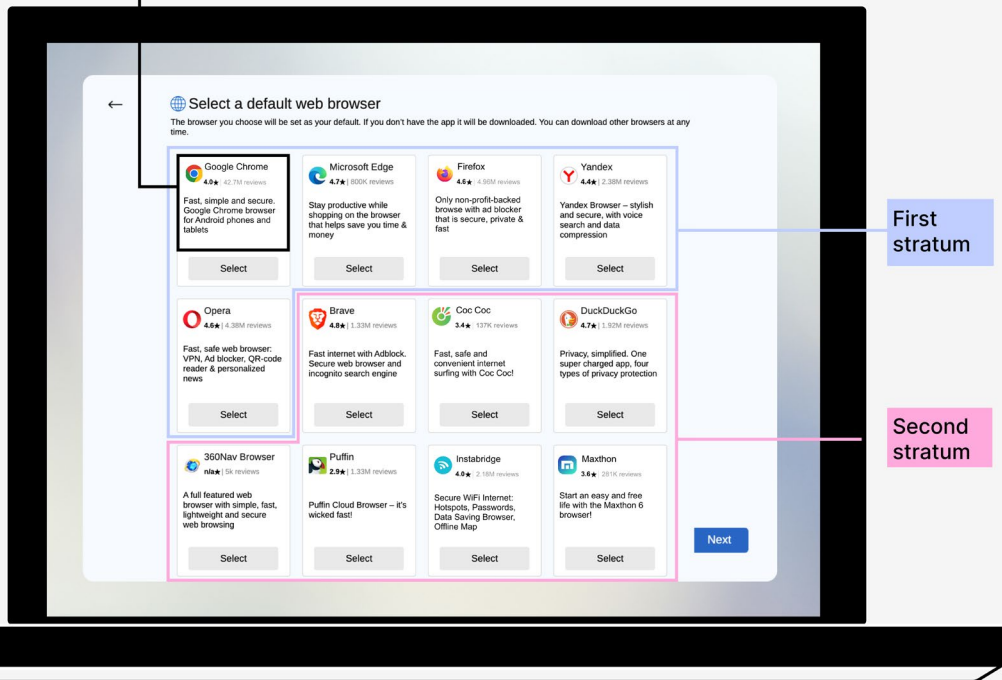 Select a default web browser
The browser you choose will be set as your default. If you don't have the app it will be downloaded. You can download other browsers at any
time.
Google Chrome
4.0★| 42.7M reviews
Fast, simple and secure.
Google Chrome browser
for Android phones and
tablets
Select
Microsoft Edge
4.7★| 800K reviews
Stay productive while
shopping on the browser
that helps save you time &
money
Select
Firefox
4.6★| 4.96M reviews
Only non-profit-backed
browse with ad blocker
that is secure, private &
fast
Select
Yandex
4.4★| 2.38M reviews
Yandex Browser – stylish
and secure, with voice
search and data
compression
Select
First
stratum
Opera
4.6★| 4.38M reviews
Fast, safe web browser:
VPN, Ad blocker, QR-code
reader & personalized
news
Select
Brave
4.8★| 1.33M reviews
Fast internet with Adblock.
Secure web browser and
incognito search engine
Select
Coc Coc
3.4★ 137K reviews
Fast, safe and
convenient internet
surfing with Coc Coc!
Select
DuckDuckGo
4.7★| 1.92M reviews
Privacy, simplified. One
super charged app, four
types of privacy protection
Select
Second
stratum
360Nav Browser
n/a★| 5k reviews
A full featured web
browser with simple, fast,
lightweight and secure
web browsing
Select
Puffin
2.9★| 1.33M reviews
Puffin Cloud Browser – it's
wicked fast!
Select
Instabridge
4.0★| 2.18M reviews
Secure WiFi Internet:
Hotspots, Passwords,
Data Saving Browser,
Offline Map
Select
Maxthon
3.6★| 281K reviews
Start an easy and free
life with the Maxthon 6
browser!
Select
Next